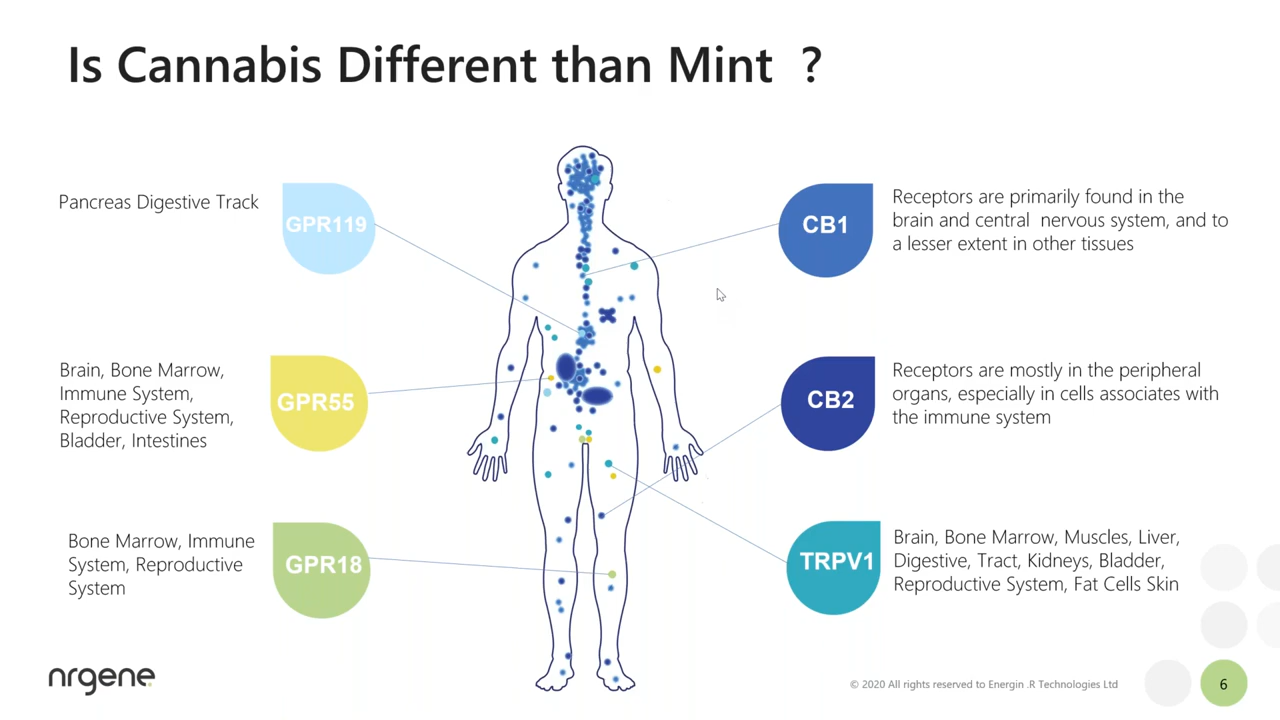 Is Cannabis Different than Mint ?
Pancreas Digestive Track
GPR119
CB1
Receptors are primarily found in the
brain and central nervous system, and to
a lesser extent in other tissues
Brain, Bone Marrow,
Immune System,
Reproductive System,
Bladder, Intestines
GPR55
CB2
Receptors are mostly in the peripheral
organs, especially in cells associates with
the immune system
Bone Marrow, Immune
System, Reproductive
System
GPR18
TRPV1
Brain, Bone Marrow, Muscles, Liver,
Digestive, Tract, Kidneys, Bladder,
Reproductive System, Fat Cells Skin
nrgene
© 2020 All rights reserved to Energin .R Technologies Ltd
6